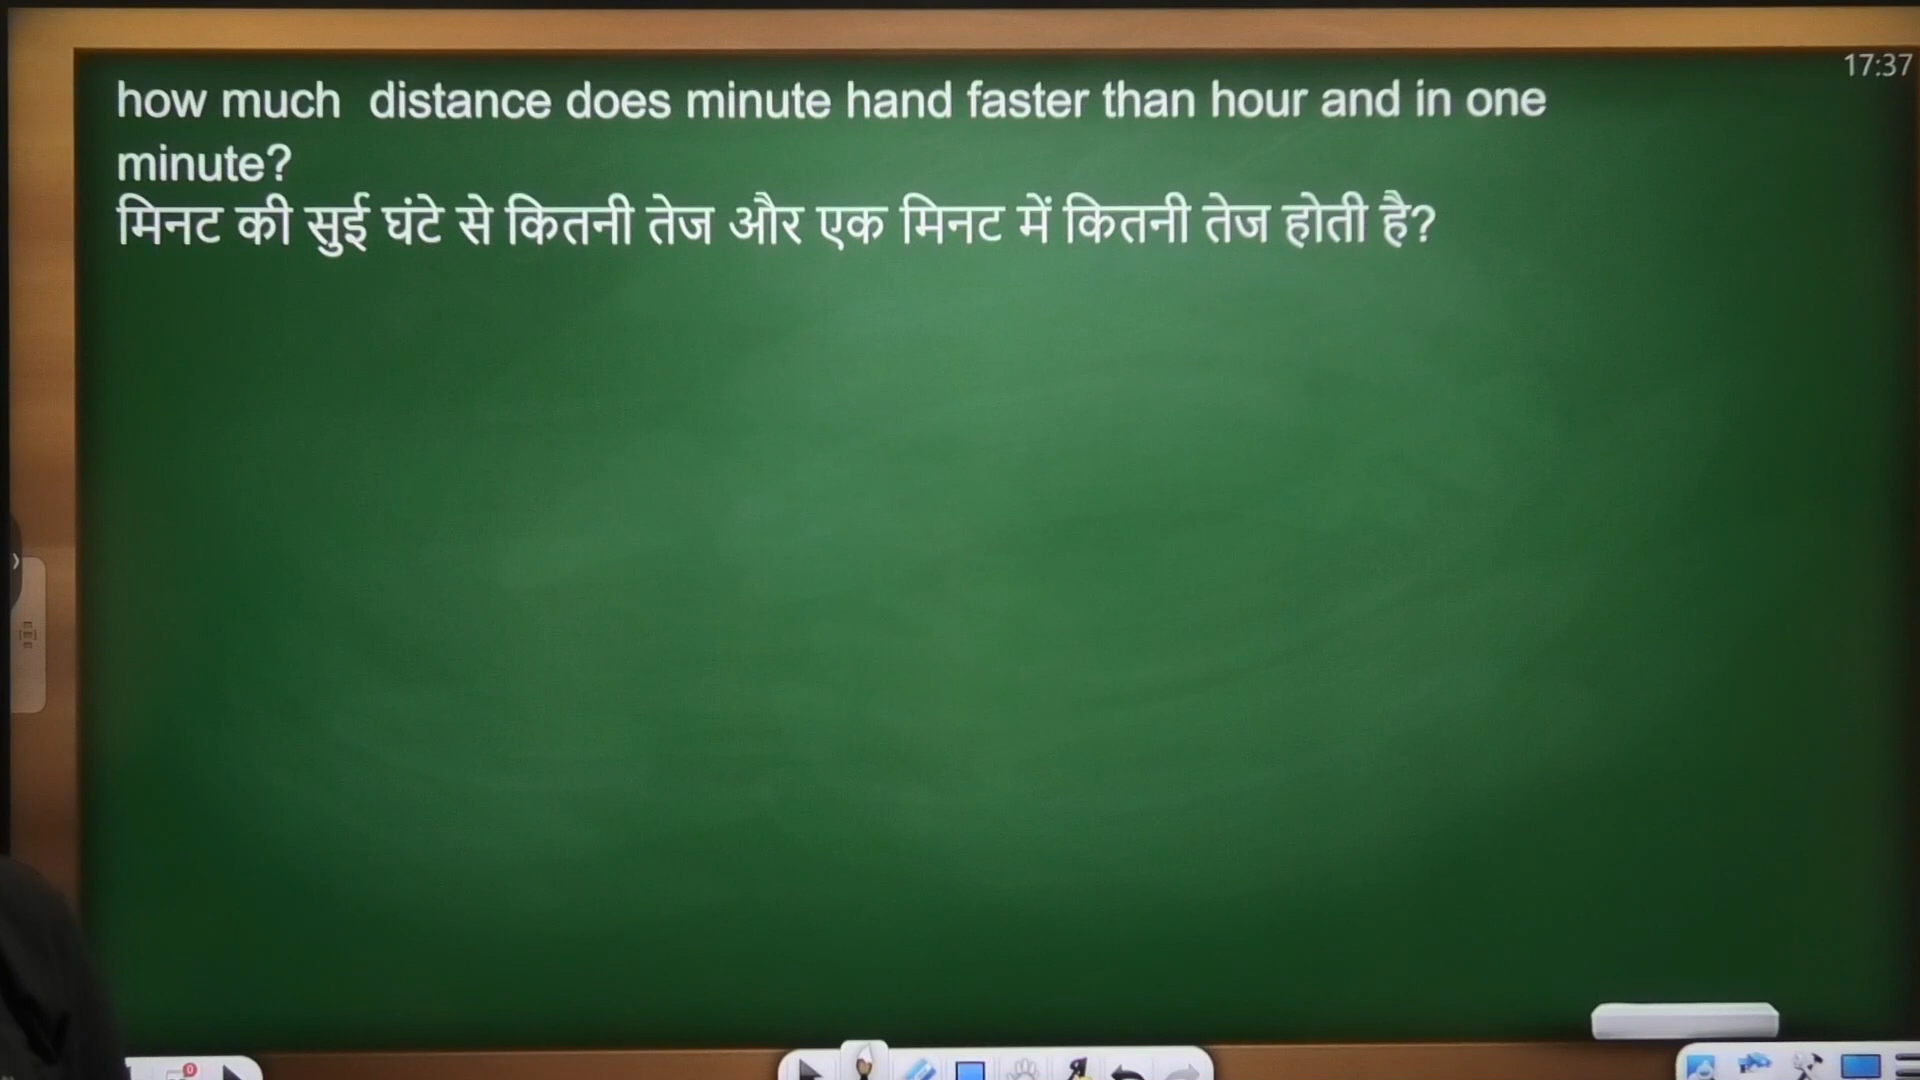 17:37
how much  distance does minute hand faster than hour and in one
minute?
मिनट की सुई घंटे से कितनी तेज और एक मिनट में कितनी तेज होती है?
0